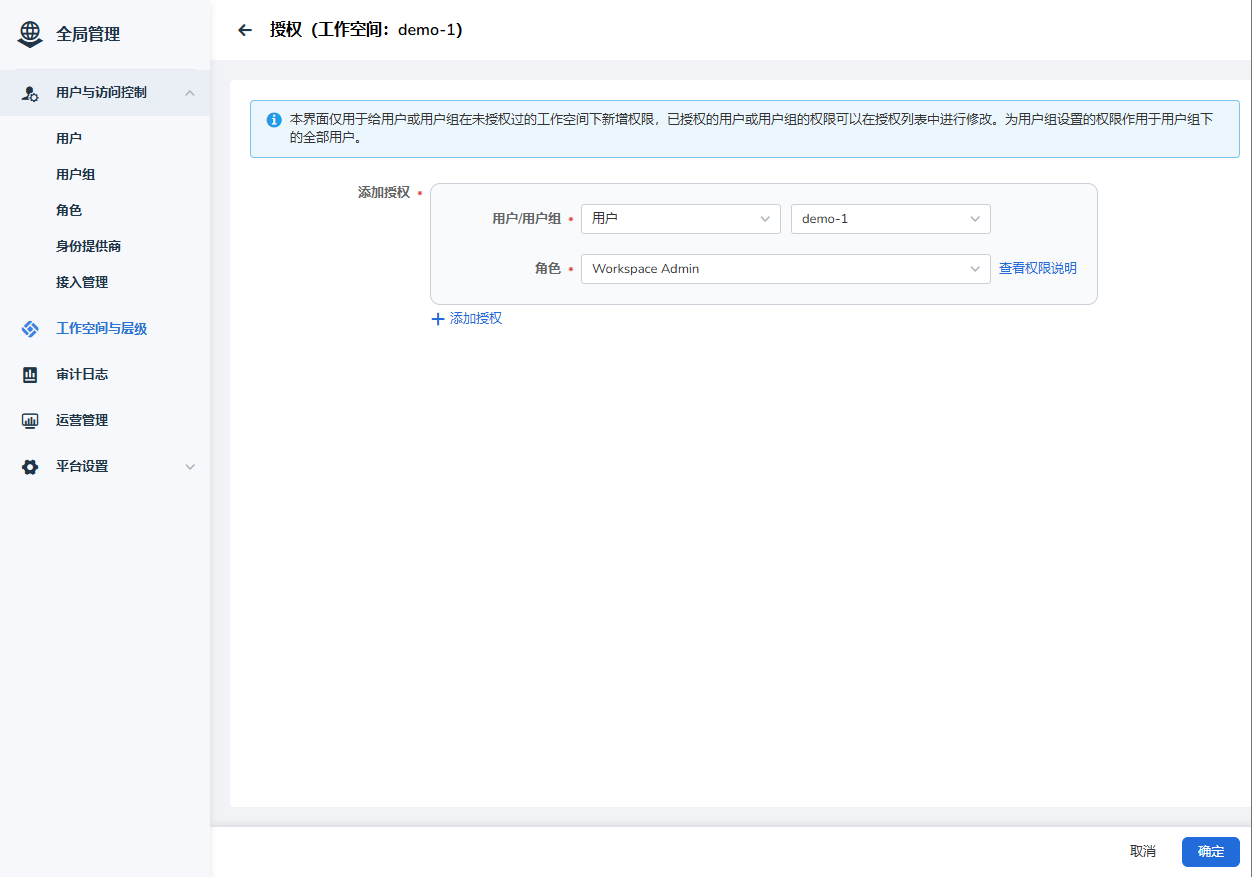 全局管理
用户与访问控制
用户
用户组
角色
身份提供商
接入管理
工作空间与层级
审计日志
运营管理
平台设置
授权（工作空间：demo-1）
本界面仅用于给用户或用户组在未授权过的工作空间下新增权限，已授权的用户或用户组的权限可以在授权列表中进行修改。为用户组设置的权限作用于用户组下
的全部用户。
添加授权 *
用户/用户组 * 用户 demo-1
角色 * Workspace Admin 查看权限说明
添加授权
取消 确定